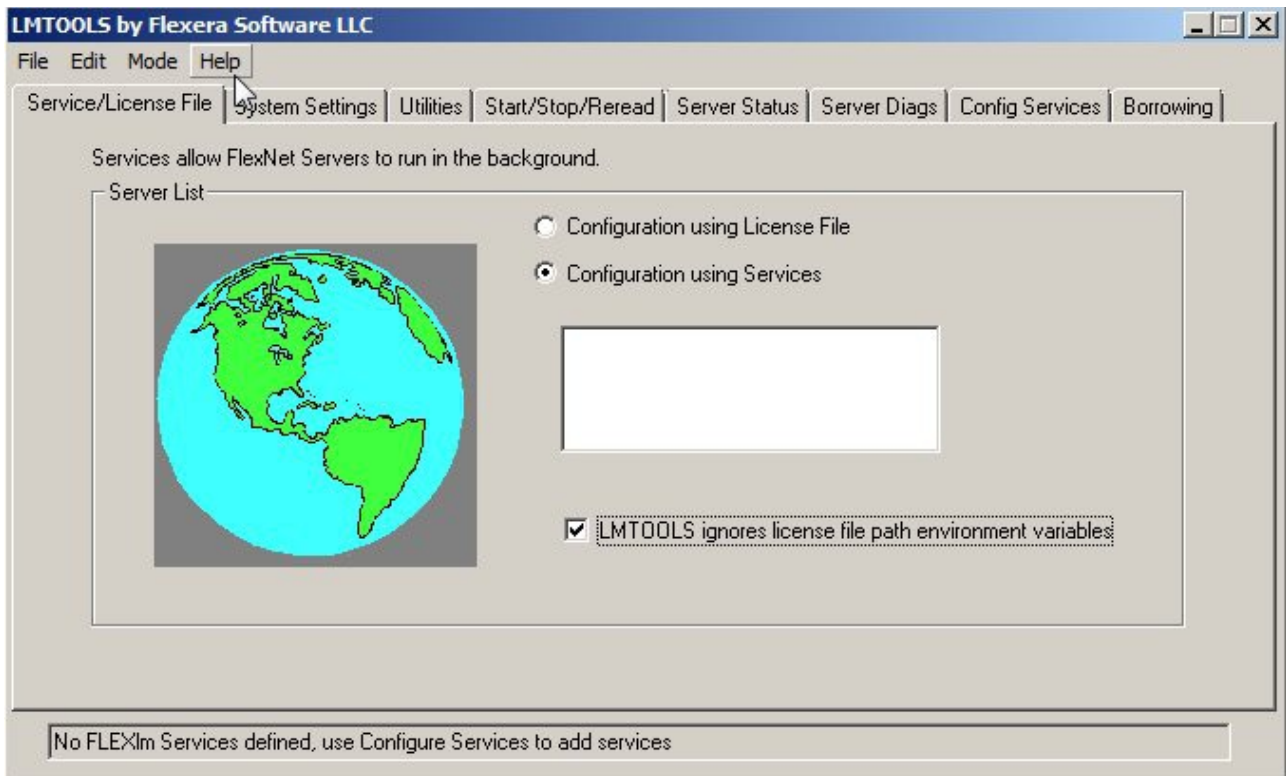 LMTOOLS by Flexera Software LLC
File Edit Mode Help
Service/License File System Settings Utilities Start/Stop/Reread Server Status Server Diags Config Services Borrowing
Services allow FlexNet Servers to run in the background.
Server List
Configuration using License File
Configuration using Services
LMTOOLS ignores license file path environment variables
No FLEXlm Services defined, use Configure Services to add services